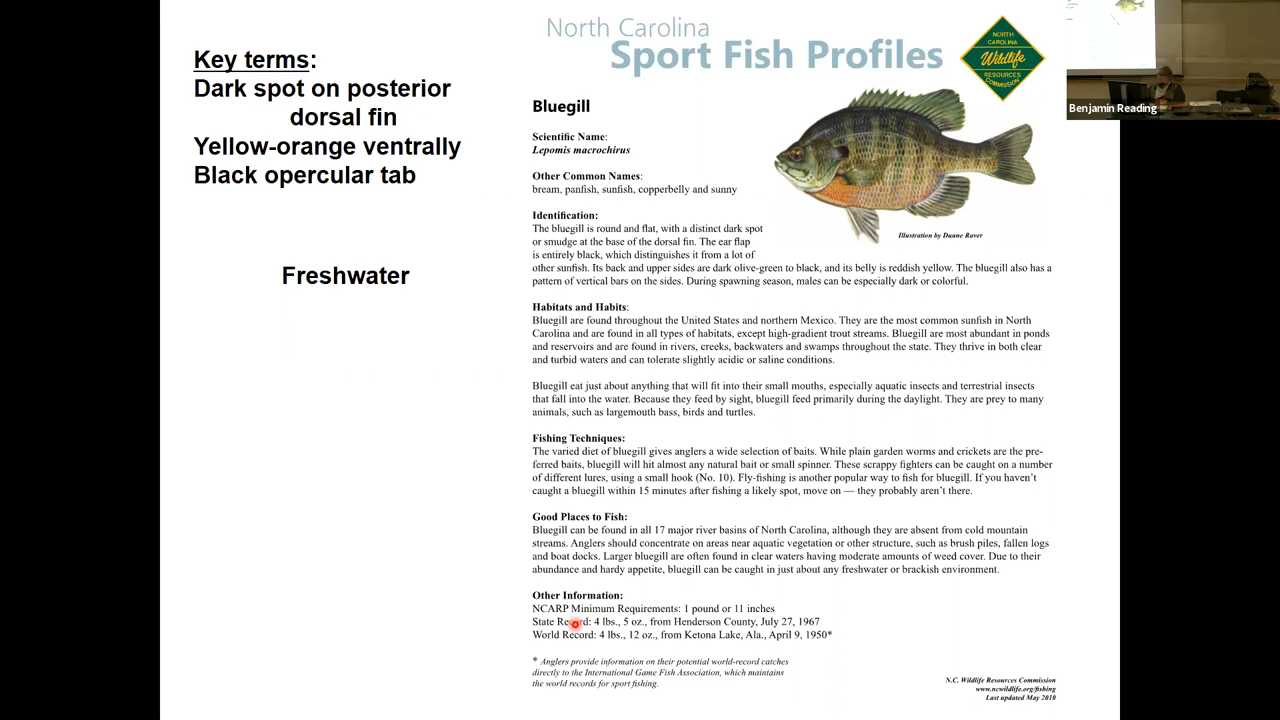 Key terms:
Dark spot on posterior
dorsal fin
Yellow-orange ventrally
Black opercular tab
Freshwater
North Carolina
Sport Fish Profiles
NORTH
CAROLINA
Wildlife
RESOURCES
COMMISSION
Benjamin Reading
Bluegill
Scientific Name:
Lepomis macrochirus
Other Common Names:
bream, panfish, sunfish, copperbelly and sunny
Identification:
The bluegill is round and flat, with a distinct dark spot
or smudge at the base of the dorsal fin. The ear flap
is entirely black, which distinguishes it from a lot of
other sunfish. Its back and upper sides are dark olive-green to black, and its belly is reddish yellow. The bluegill also has a
pattern of vertical bars on the sides. During spawning season, males can be especially dark or colorful.
Illustration by Duane Raver
Habitats and Habits:
Bluegill are found throughout the United States and northern Mexico. They are the most common sunfish in North
Carolina and are found in all types of habitats, except high-gradient trout streams. Bluegill are most abundant in ponds
and reservoirs and are found in rivers, creeks, backwaters and swamps throughout the state. They thrive in both clear
and turbid waters and can tolerate slightly acidic or saline conditions.
Bluegill eat just about anything that will fit into their small mouths, especially aquatic insects and terrestrial insects
that fall into the water. Because they feed by sight, bluegill feed primarily during the daylight. They are prey to many
animals, such as largemouth bass, birds and turtles.
Fishing Techniques:
The varied diet of bluegill gives anglers a wide selection of baits. While plain garden worms and crickets are the pre-
ferred baits, bluegill will hit almost any natural bait or small spinner. These scrappy fighters can be caught on a number
of different lures, using a small hook (No. 10). Fly-fishing is another popular way to fish for bluegill. If you haven't
caught a bluegill within 15 minutes after fishing a likely spot, move on — they probably aren't there.
Good Places to Fish:
Bluegill can be found in all 17 major river basins of North Carolina, although they are absent from cold mountain
streams. Anglers should concentrate on areas near aquatic vegetation or other structure, such as brush piles, fallen logs
and boat docks. Larger bluegill are often found in clear waters having moderate amounts of weed cover. Due to their
abundance and hardy appetite, bluegill can be caught in just about any freshwater or brackish environment.
Other Information:
NCARP Minimum Requirements: 1 pound or 11 inches
State Record: 4 lbs., 5 oz., from Henderson County, July 27, 1967
World Record: 4 lbs., 12 oz., from Ketona Lake, Ala., April 9, 1950*
* Anglers provide information on their potential world-record catches
directly to the International Game Fish Association, which maintains
the world records for sport fishing.
N.C. Wildlife Resources Commission
www.ncwildlife.org/fishing
Last updated May 2010